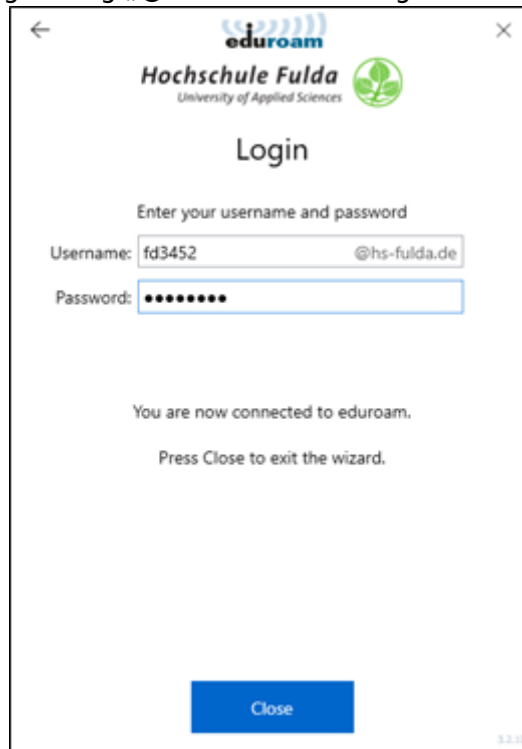 eduroam
Hochschule Fulda
University of Applied Sciences
Login
Enter your username and password
Username: fd3452 @hs-fulda.de
Password: ●●●●●●●●
You are now connected to eduroam.
Press Close to exit the wizard.
Close